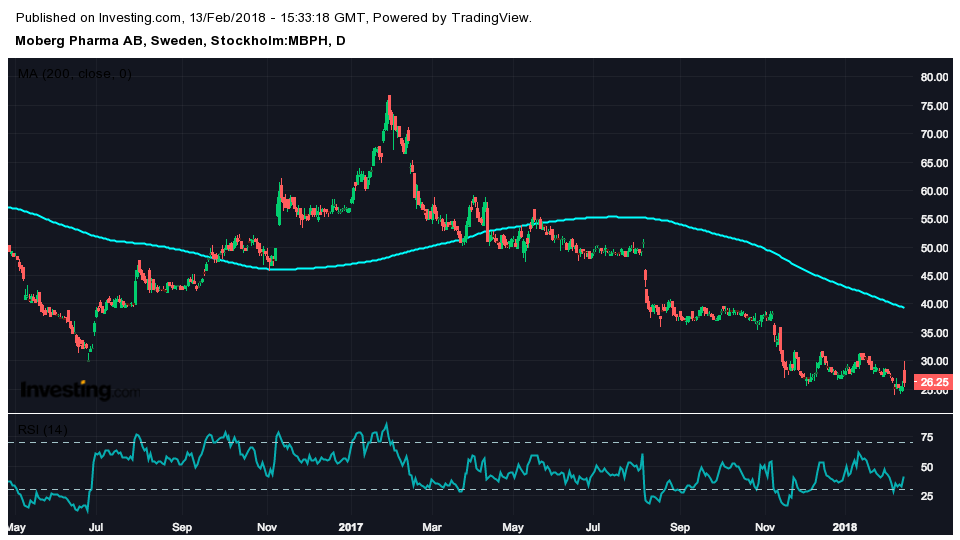 Published on Investing.com, 13/Feb/2018 - 15:33:18 GMT, Powered by TradingView.
Moberg Pharma AB, Sweden, Stockholm:MBPH, D
MA (200, close, 0)
80.00
75.00
70.00
65.00
60.00
55.00
50.00
45.00
40.00
35.00
30.00
26.25
25.00
Investing.com
RSI (14)
75
50
25
May Jul Sep Nov 2017 Mar May Jul Sep Nov 2018